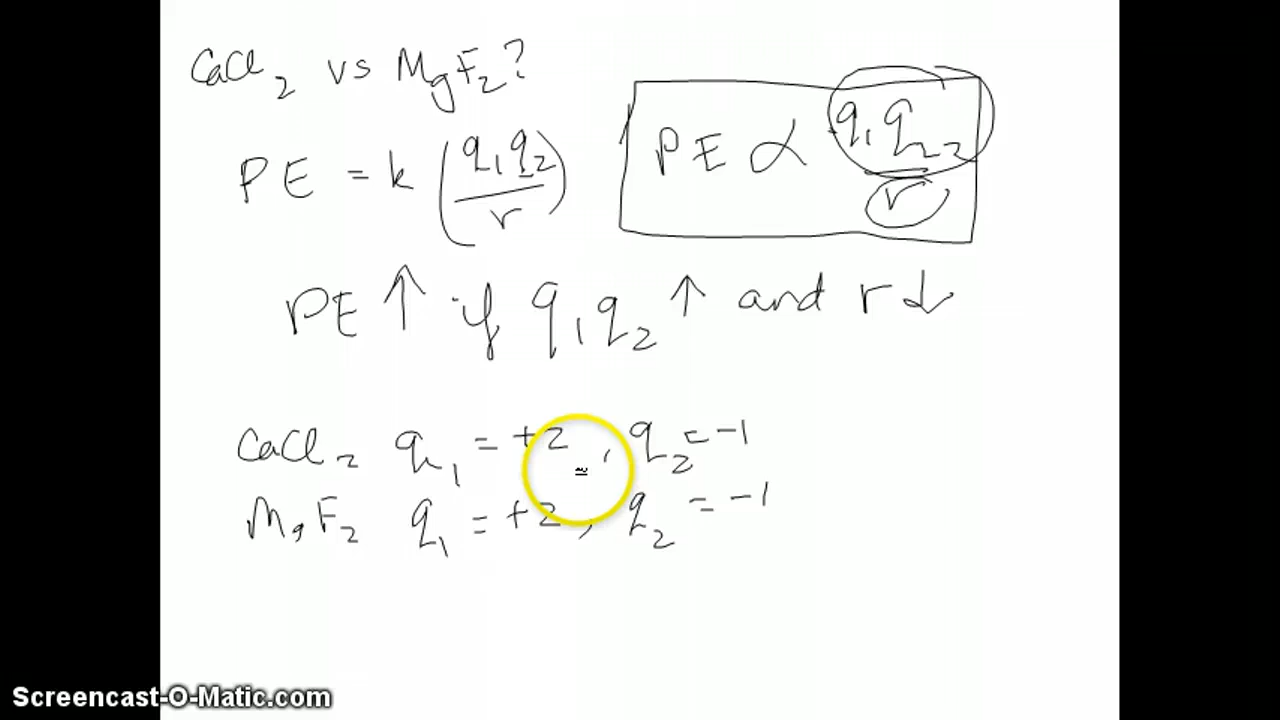 CaCl₂ vs MgF₂?
PE = k (q₁q₂/r)
PE ∝ q₁q₂/r
PE ↑ if q₁q₂ ↑ and r ↓
CaCl₂ q₁ = +2, q₂ = -1
MgF₂ q₁ = +2, q₂ = -1
Screencast-O-Matic.com